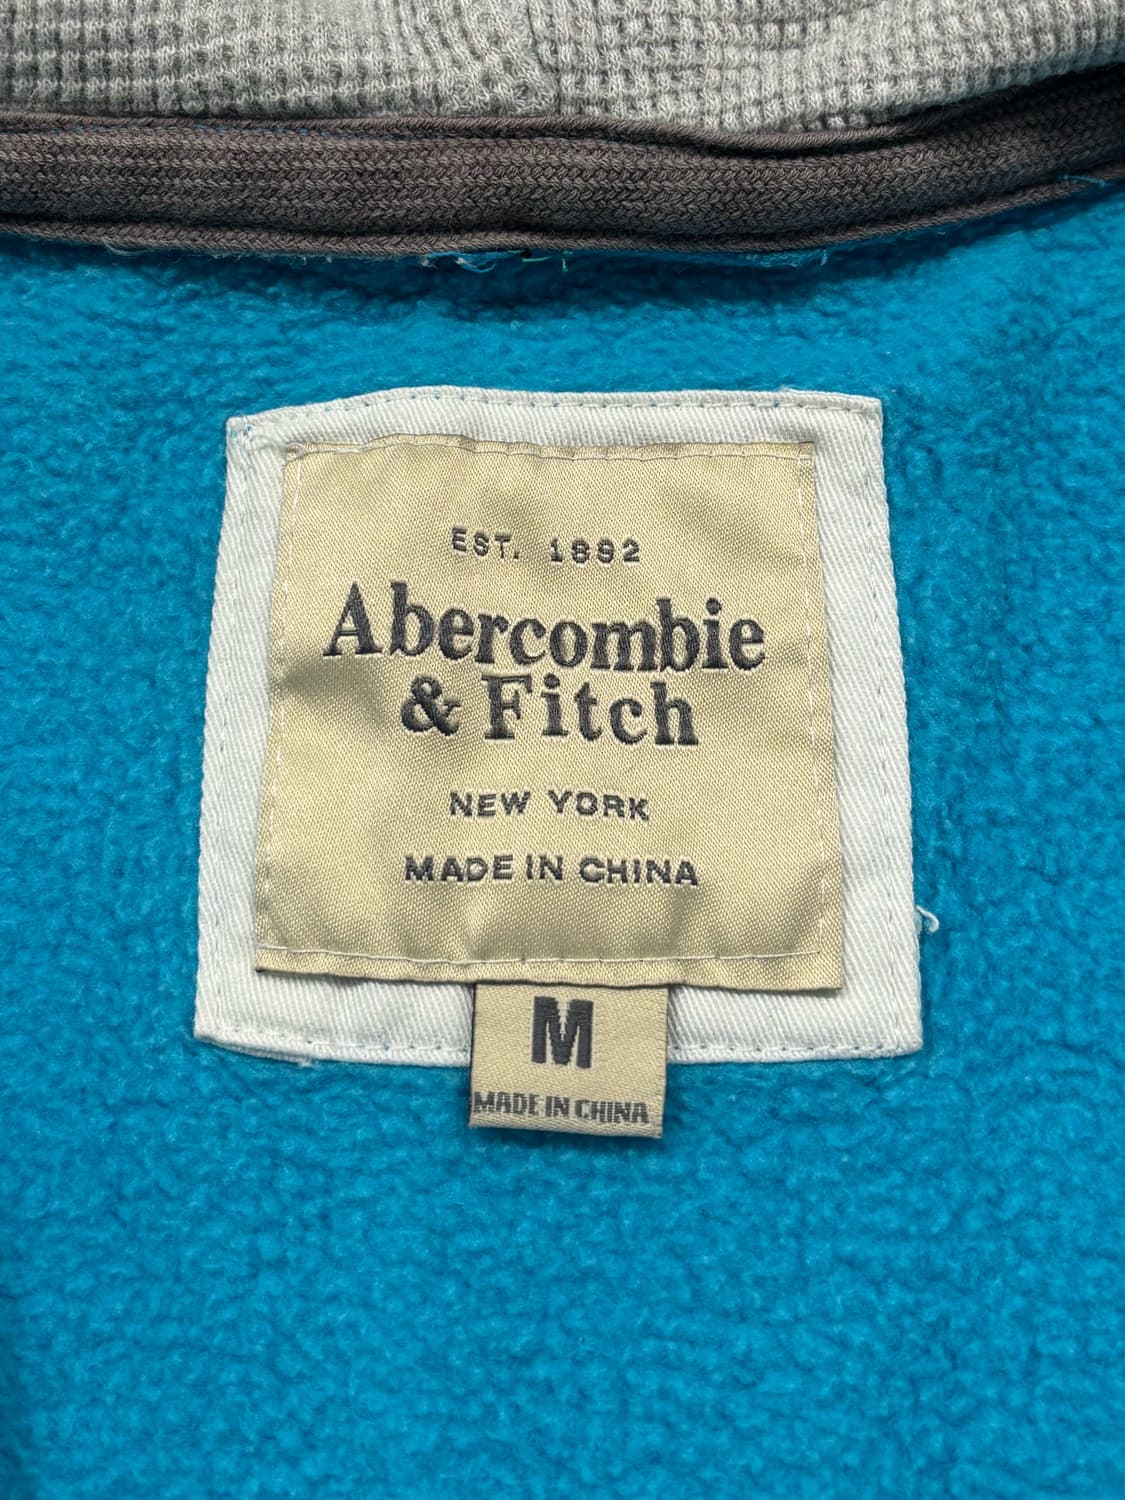 EST. 1892
Abercombie
& Fitch
NEW YORK
MADE IN CHINA
M
MADE IN CHINA